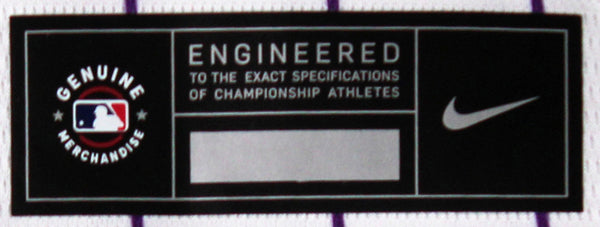 GENUINE
MERCHANDISE
ENGINEERED
TO THE EXACT SPECIFICATIONS
OF CHAMPIONSHIP ATHLETES